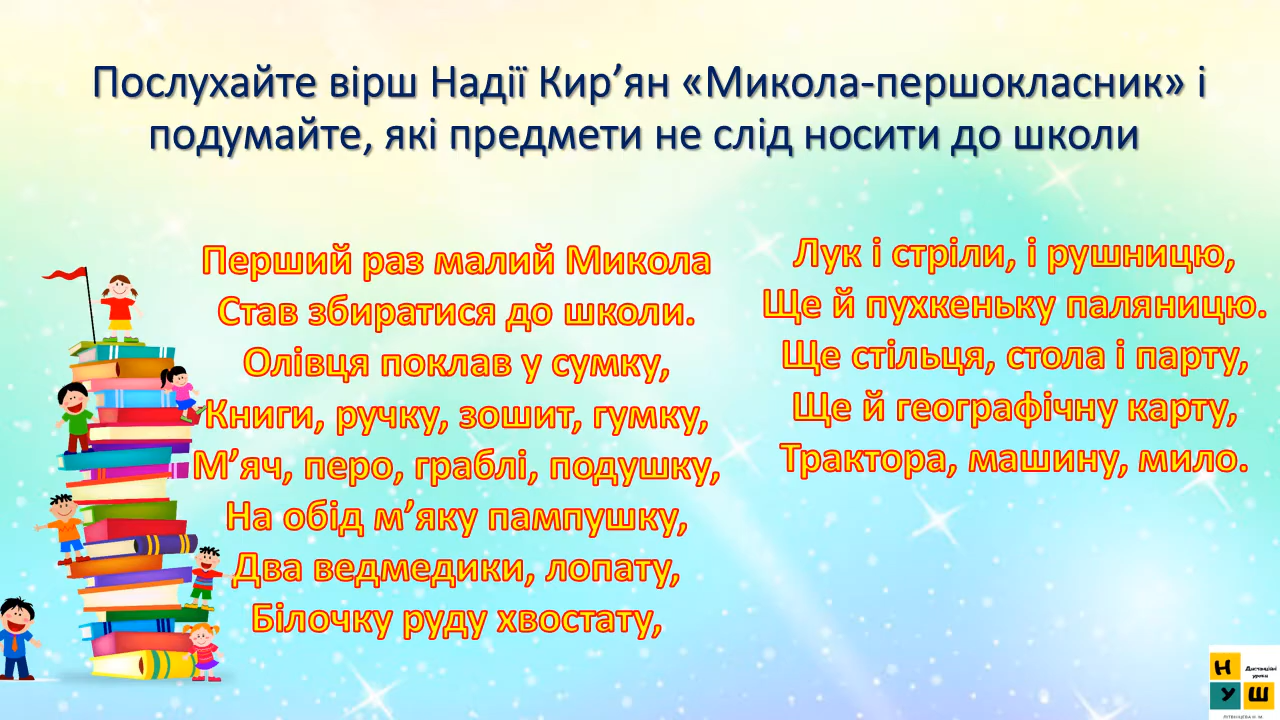 Послухайте вірш Надії Кир’ян «Микола-першокласник» і
подумайте, які предмети не слід носити до школи
Перший раз малий Микола
Став збиратися до школи.
Олівця поклав у сумку,
Книги, ручку, зошит, гумку,
М’яч, перо, граблі, подушку,
На обід м’яку пампушку,
Два ведмедики, лопату,
Білочку руду хвостату,
Лук і стріли, і рушницю,
Ще й пухкеньку паляницю.
Ще стільця, стола і парту,
Ще й географічну карту,
Трактора, машину, мило.
Н
У Ш
Дистанційні
уроки
ЛІТВІНЦЕВА Н. М.